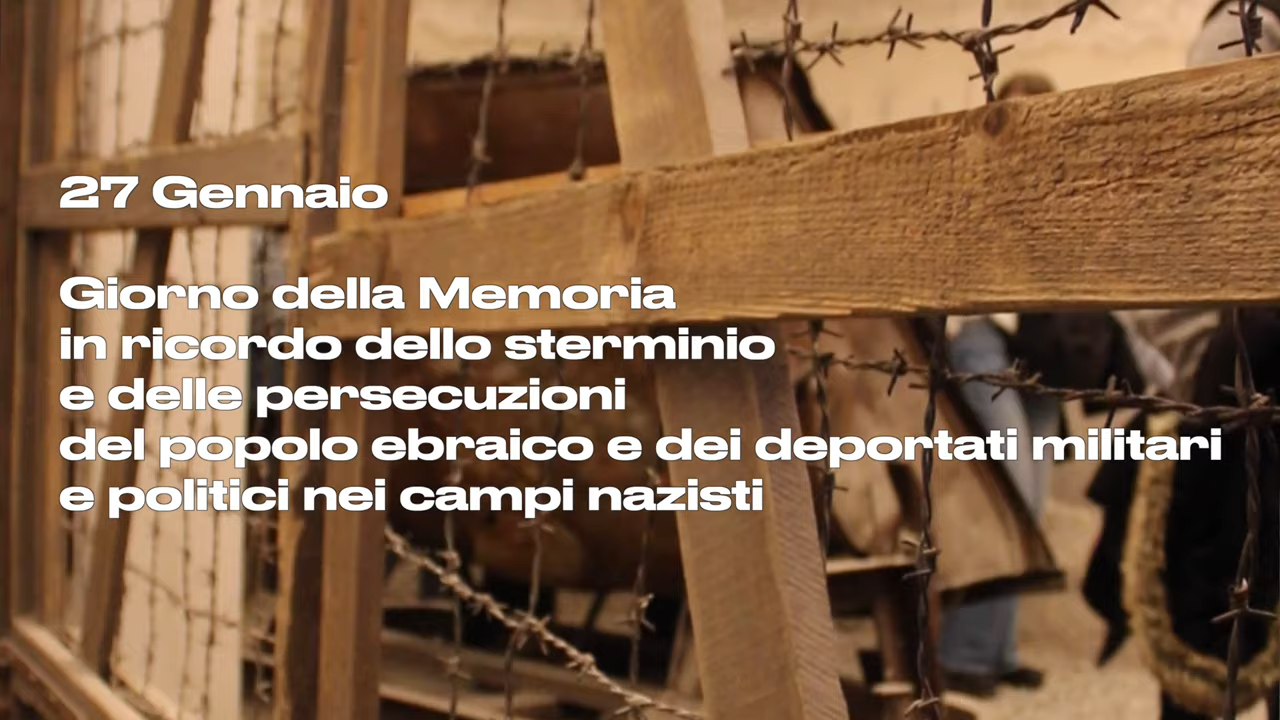 27 Gennaio
Giorno della Memoria
in ricordo dello sterminio
e delle persecuzioni
del popolo ebraico e dei deportati militari
e politici nei campi nazisti